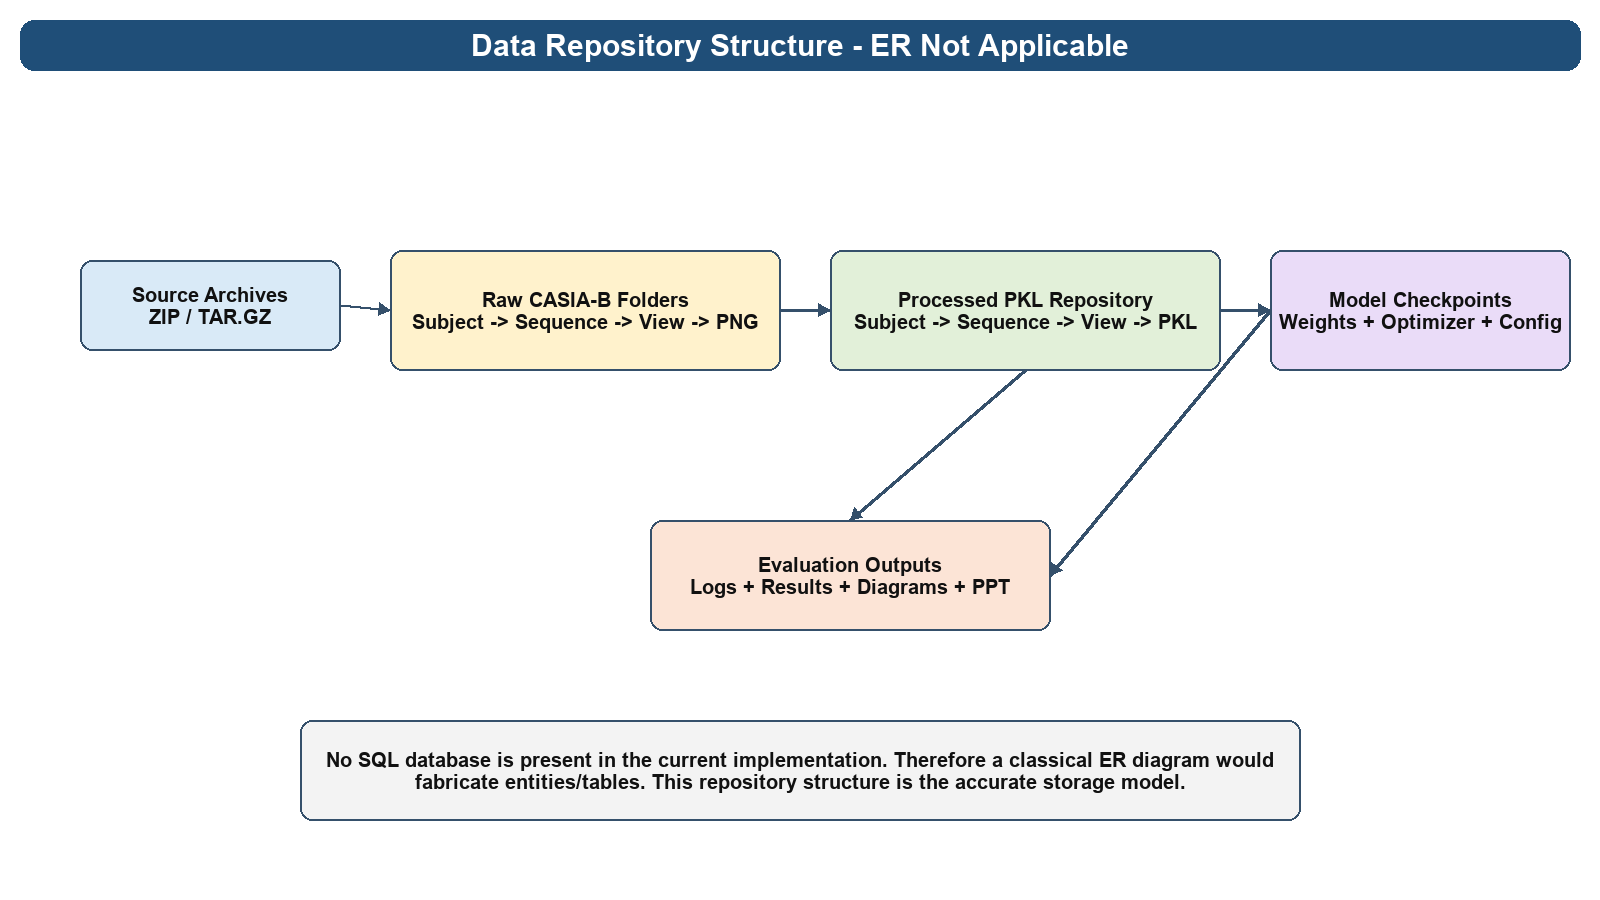 Data Repository Structure - ER Not Applicable
Source Archives
ZIP / TAR.GZ
Raw CASIA-B Folders
Subject -> Sequence -> View -> PNG
Processed PKL Repository
Subject -> Sequence -> View -> PKL
Model Checkpoints
Weights + Optimizer + Config
Evaluation Outputs
Logs + Results + Diagrams + PPT
No SQL database is present in the current implementation. Therefore a classical ER diagram would
fabricate entities/tables. This repository structure is the accurate storage model.